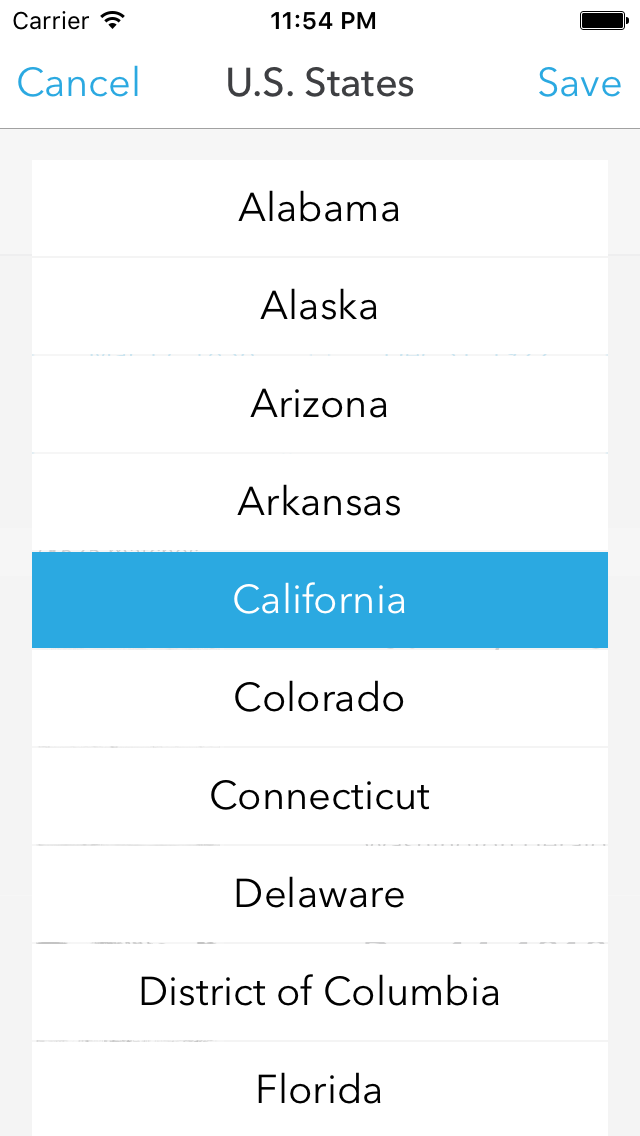 Carrier 11:54 PM
Cancel U.S. States Save
Alabama
Alaska
Arizona
Arkansas
California
Colorado
Connecticut
Delaware
District of Columbia
Florida